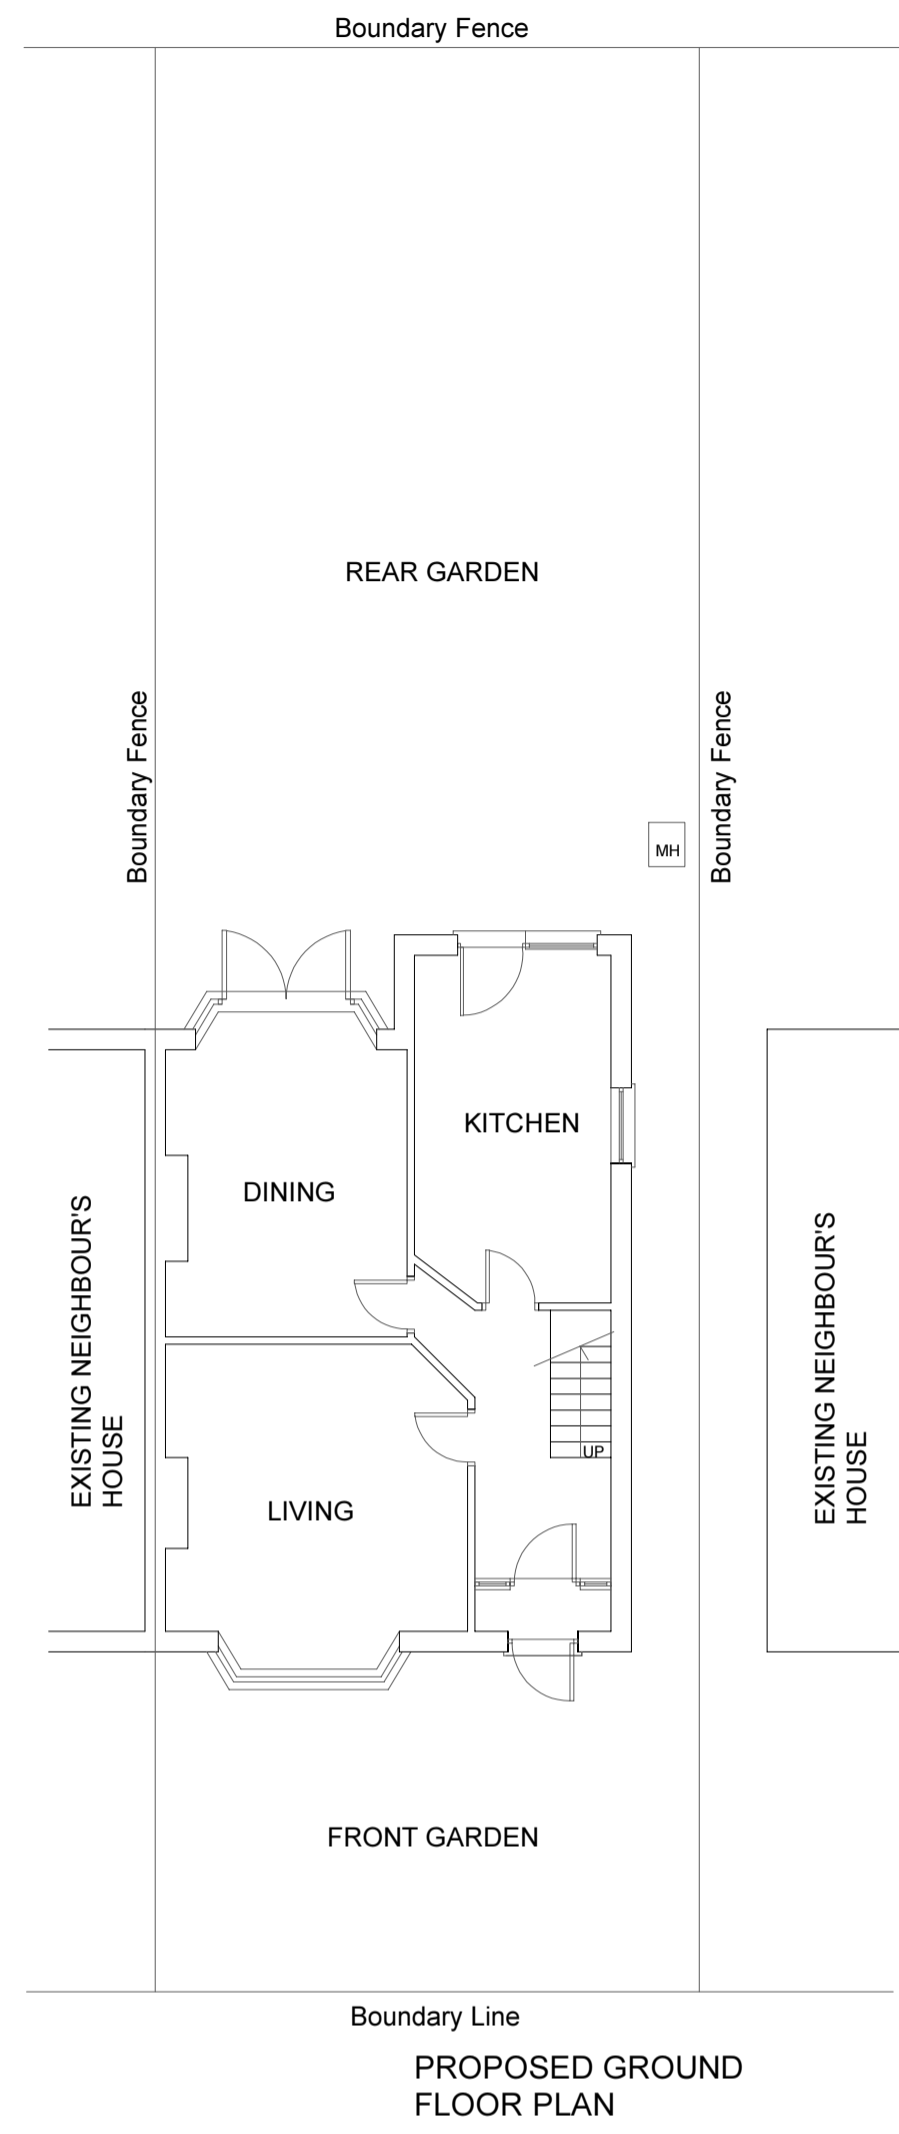 Boundary Fence
REAR GARDEN
Boundary Fence
Boundary Fence
MH
KITCHEN
DINING
EXISTING NEIGHBOUR'S
HOUSE
EXISTING NEIGHBOUR'S
HOUSE
UP
LIVING
FRONT GARDEN
Boundary Line
PROPOSED GROUND
FLOOR PLAN